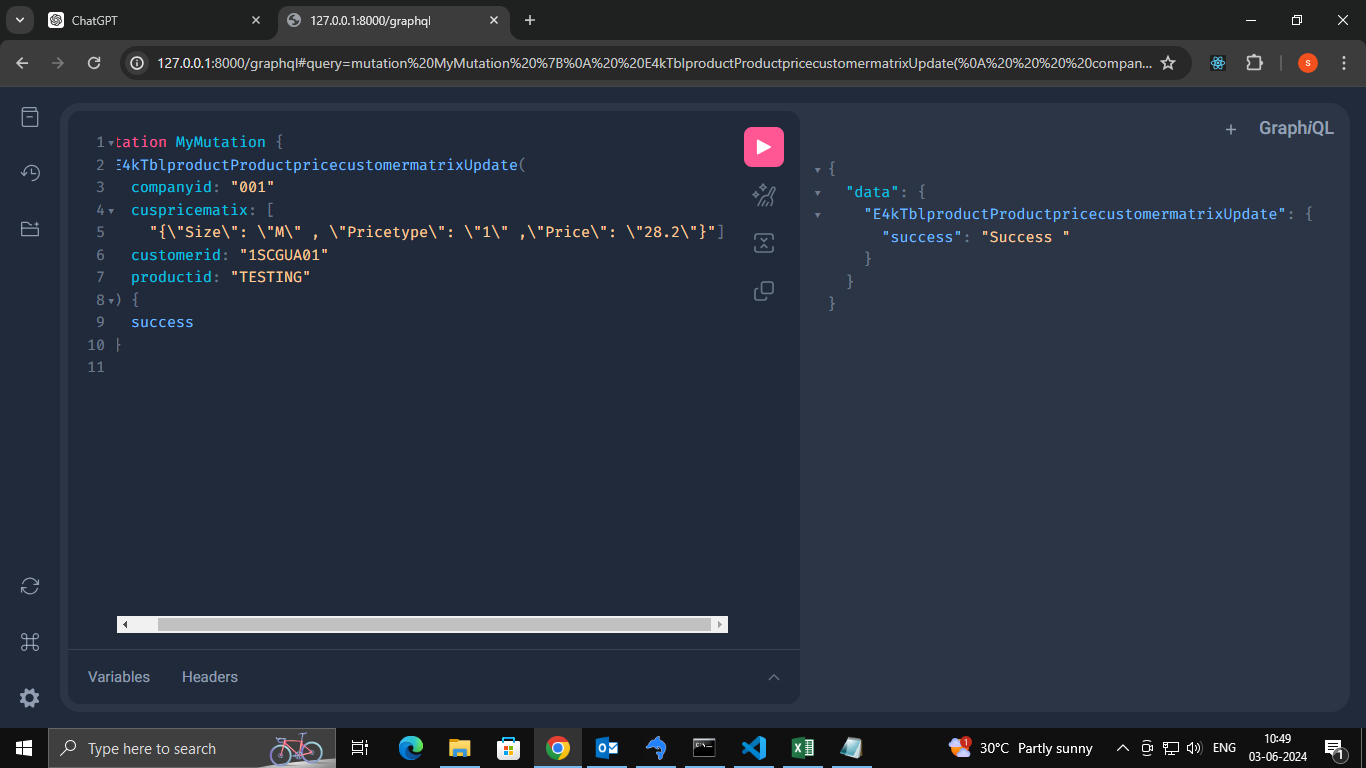 ChatGPT
127.0.0.1:8000/graphql
127.0.0.1:8000/graphql#query=mutation%20MyMutation%20%7B%0A%20%20E4kTblproductProductpricecustomermatrixUpdate(%0A%20%20%20%20compan...
S
GraphiQL
1 tation MyMutation {
2 E4kTblproductProductpricecustomermatrixUpdate(
3 companyid: "001"
4 cuspricematix: [
5 "{\"Size\": \"M\" , \"Pricetype\": \"1\" ,\"Price\": \"28.2\"}"]
6 customerid: "1SCGUA01"
7 productid: "TESTING"
8 ) {
9 success
10 }
11
{
"data": {
"E4kTblproductProductpricecustomermatrixUpdate": {
"success": "Success "
}
}
}
Variables Headers
Type here to search
1
30°C Partly sunny
ENG
10:49
03-06-2024
1